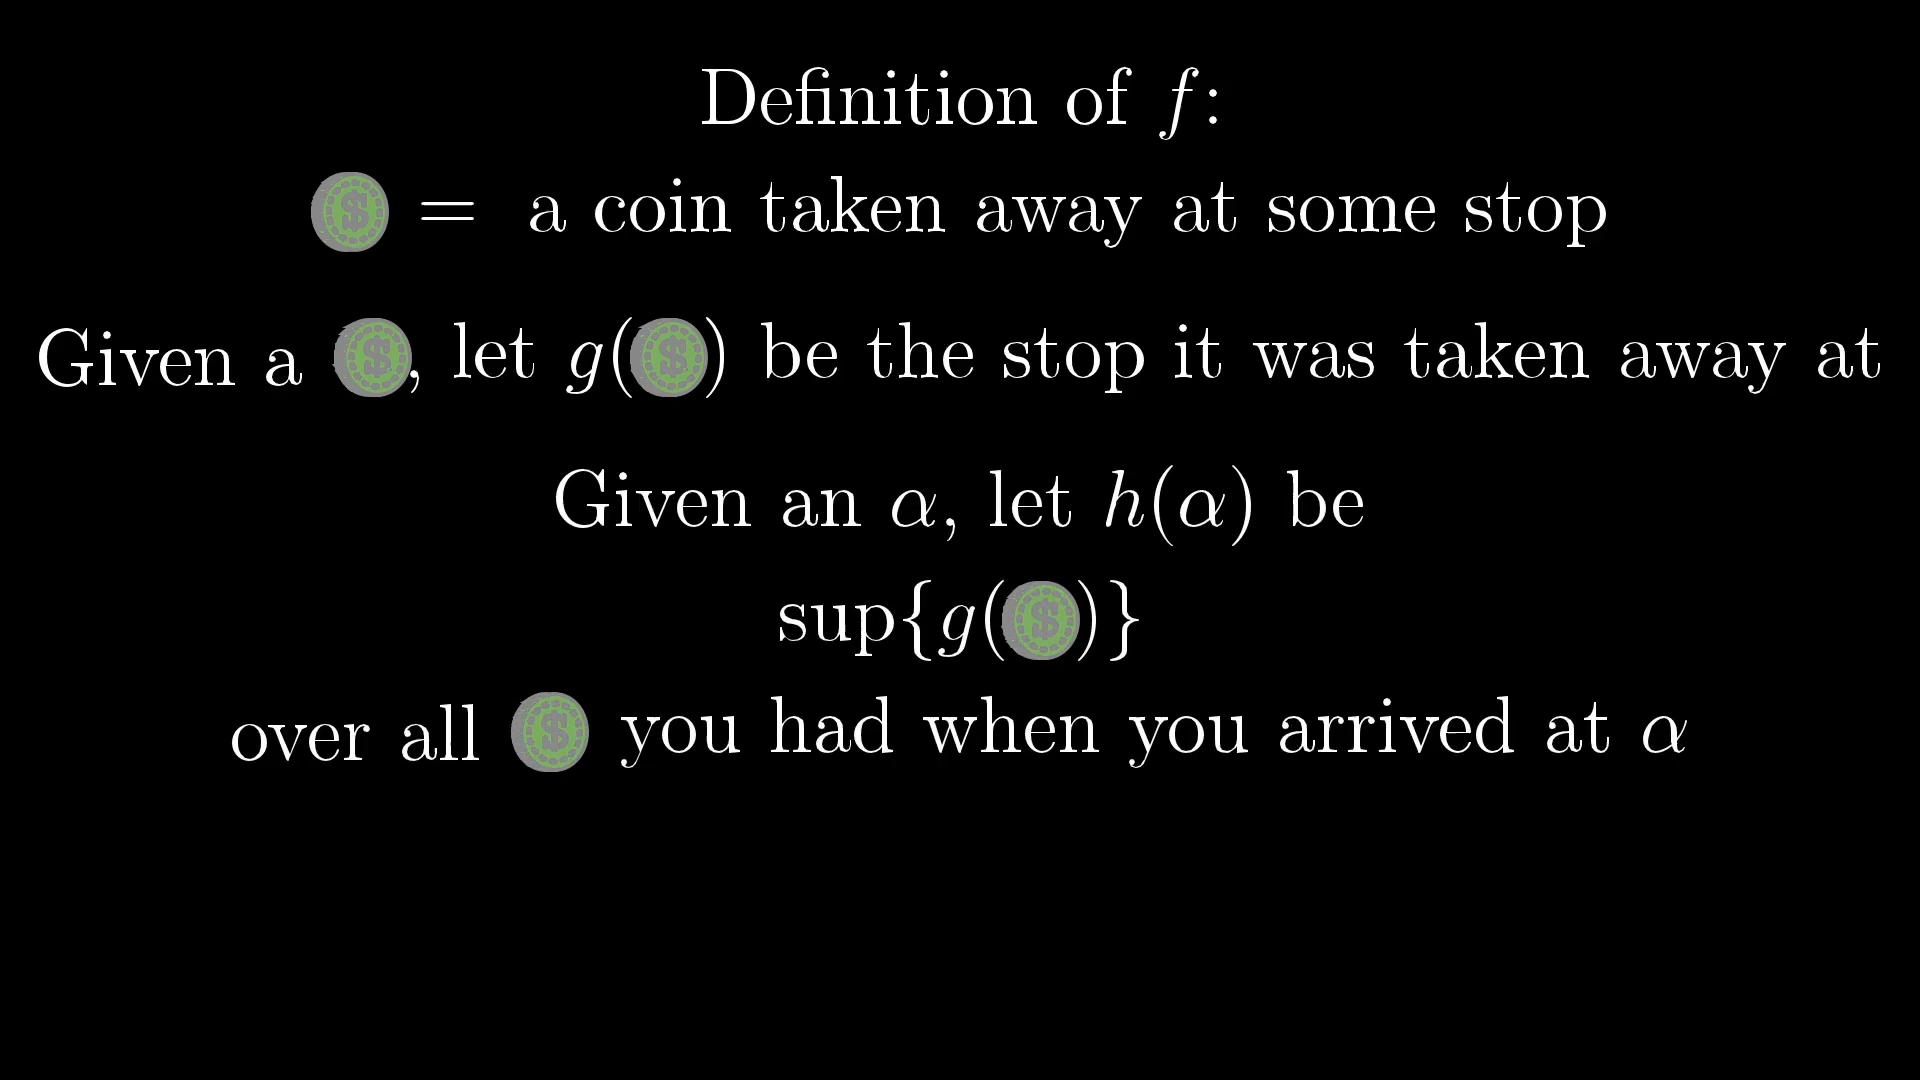 Definition of f:
$ = a coin taken away at some stop
Given a $, let g($) be the stop it was taken away at
Given an α, let h(α) be
sup{g($)}
over all $ you had when you arrived at α